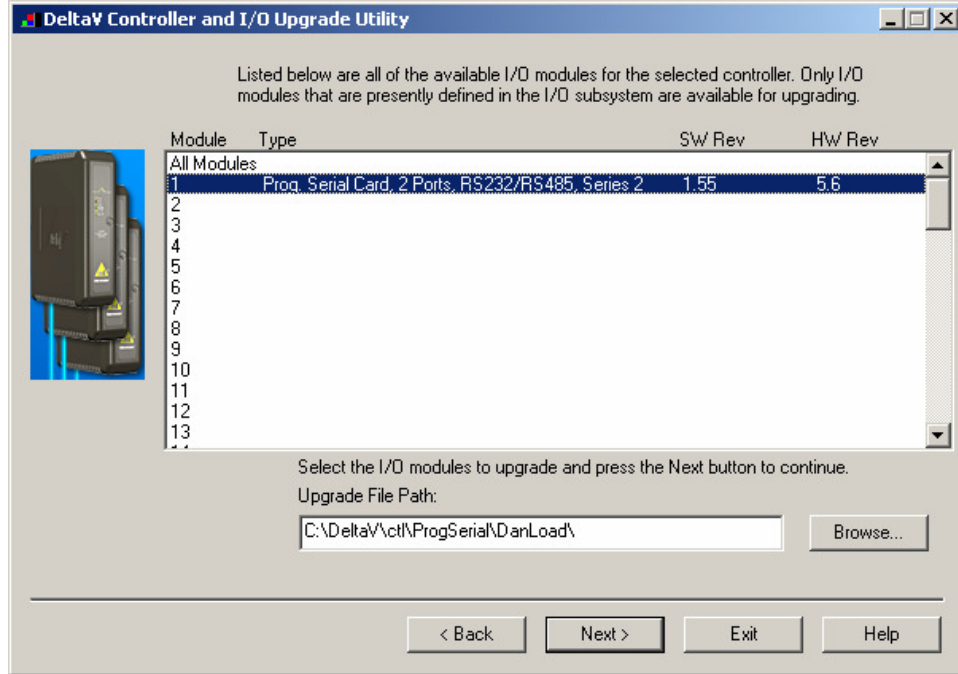 DeltaV Controller and I/O Upgrade Utility
Listed below are all of the available I/O modules for the selected controller. Only I/O
modules that are presently defined in the I/O subsystem are available for upgrading.
Module Type SW Rev HW Rev
All Modules
1 Prog. Serial Card, 2 Ports, RS232/RS485, Series 2 1.55 5.6
2
3
4
5
6
7
8
9
10
11
12
13
Select the I/O modules to upgrade and press the Next button to continue.
Upgrade File Path:
C:\DeltaV\ctl\ProgSerial\DanLoad\
Browse...
< Back Next > Exit Help